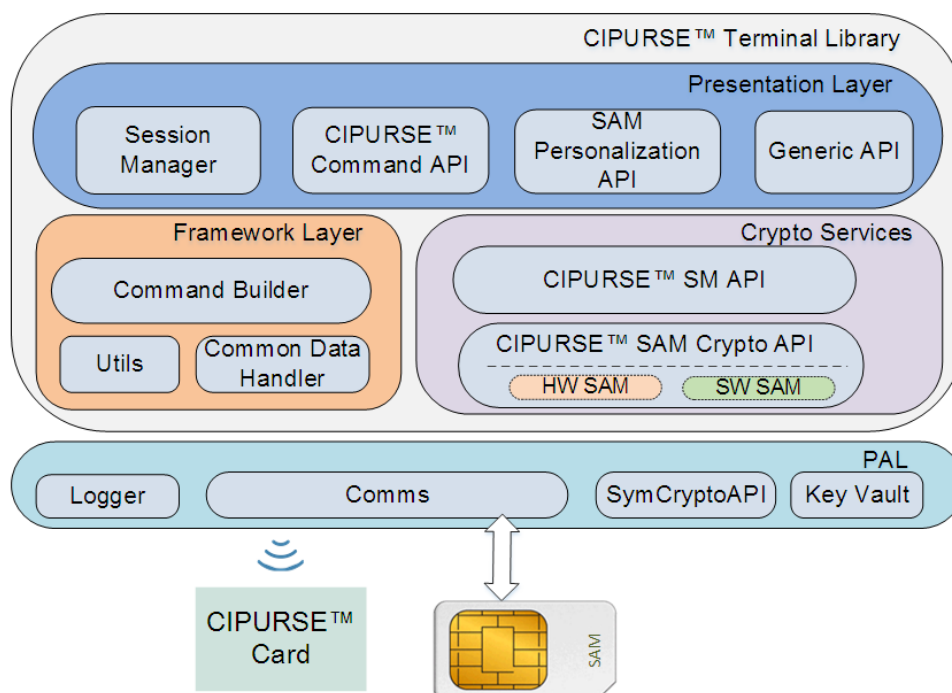 CIPURSE™ Terminal Library
Presentation Layer
Session
Manager
CIPURSE™
Command API
SAM
Personalization
API
Generic API
Framework Layer
Command Builder
Utils
Common Data
Handler
Crypto Services
CIPURSE™ SM API
CIPURSE™ SAM Crypto API
HW SAM
SW SAM
PAL
Logger
Comms
SymCryptoAPI
Key Vault
CIPURSE™
Card
SAM